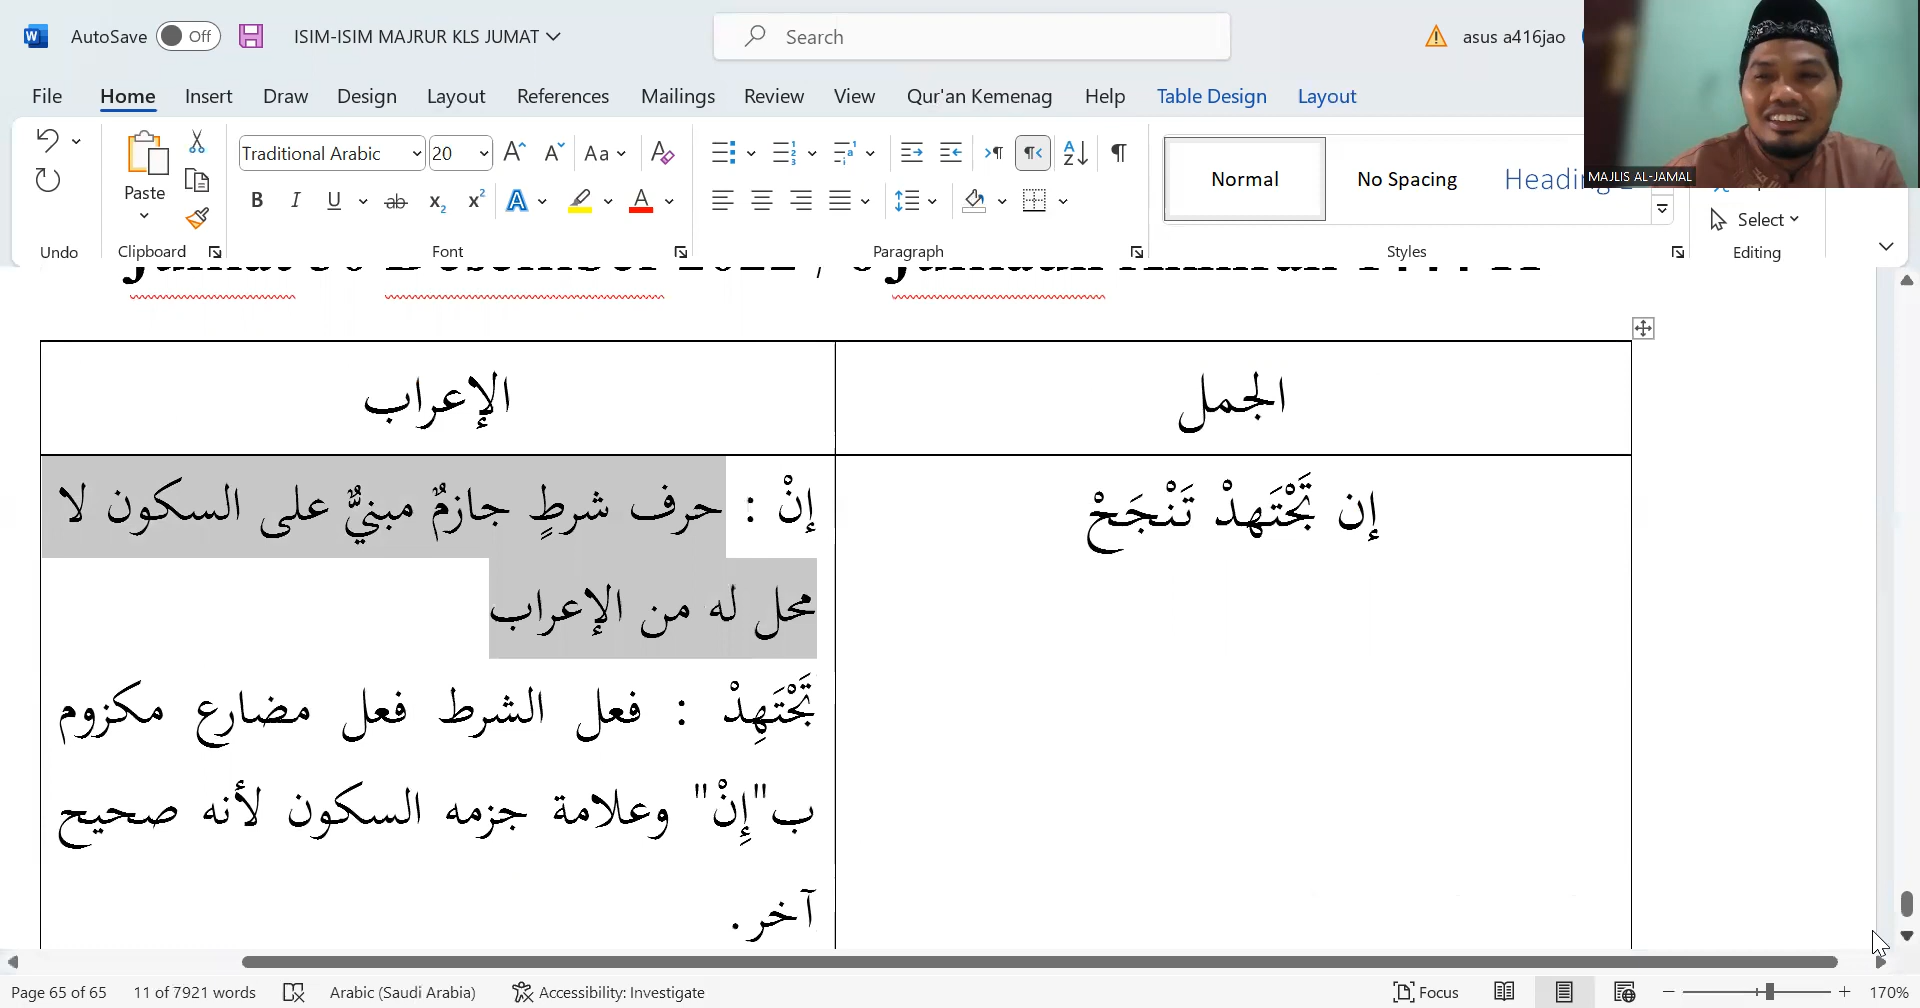 AutoSave Off ISIM-ISIM MAJRUR KLS JUMAT Search asus a416jao
File Home Insert Draw Design Layout References Mailings Review View Qur'an Kemenag Help Table Design Layout
Traditional Arabic 20
Paste
Normal No Spacing
MAJLIS AL-JAMAL
Select
Undo Clipboard Font Paragraph Styles Editing
الجمل
الإعراب
إن تَجْتَهدْ تَنْجَحْ
إنْ : حرف شرطٍ جازمٌ مبنيٌّ على السكون لا
محل له من الإعراب
تَجْتَهِدْ : فعل الشرط فعل مضارع مكزوم
ب"إِنْ" وعلامة جزمه السكون لأنه صحيح
آخر.
Page 65 of 65 11 of 7921 words Arabic (Saudi Arabia) Accessibility: Investigate Focus 170%